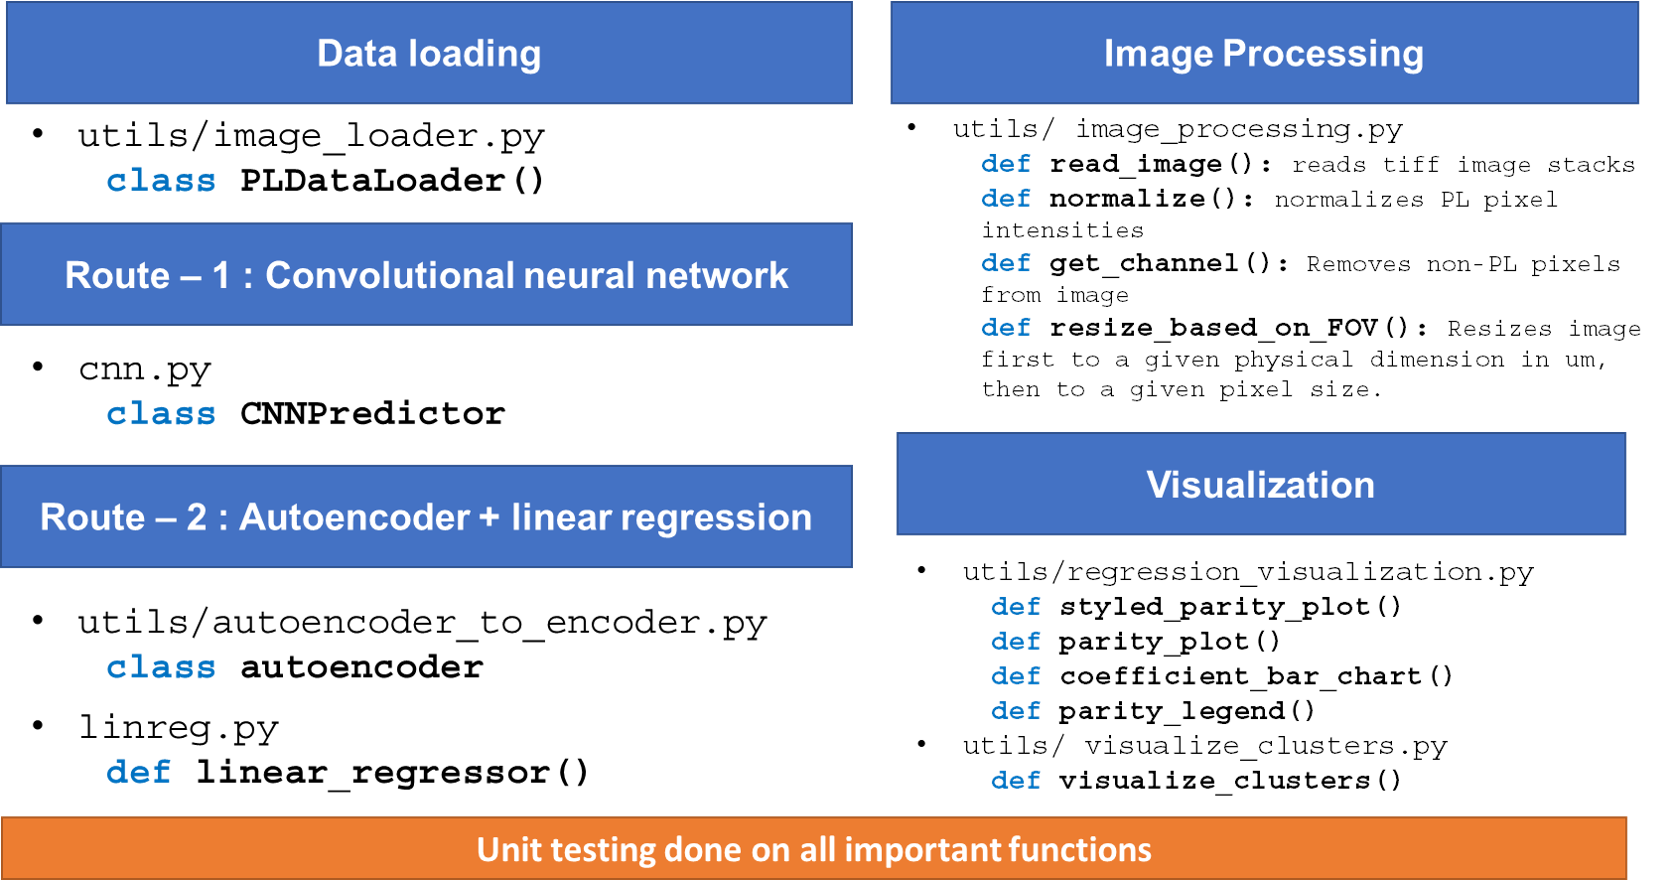 Data loading
• utils/image_loader.py
class PLDataLoader()
Route – 1 : Convolutional neural network
• cnn.py
class CNNPredictor
Route – 2 : Autoencoder + linear regression
• utils/autoencoder_to_encoder.py
class autoencoder
• linreg.py
def linear_regressor()
Image Processing
• utils/ image_processing.py
def read_image(): reads tiff image stacks
def normalize(): normalizes PL pixel
intensities
def get_channel(): Removes non-PL pixels
from image
def resize_based_on_FOV(): Resizes image
first to a given physical dimension in um,
then to a given pixel size.
Visualization
• utils/regression_visualization.py
def styled_parity_plot()
def parity_plot()
def coefficient_bar_chart()
def parity_legend()
• utils/ visualize_clusters.py
def visualize_clusters()
Unit testing done on all important functions